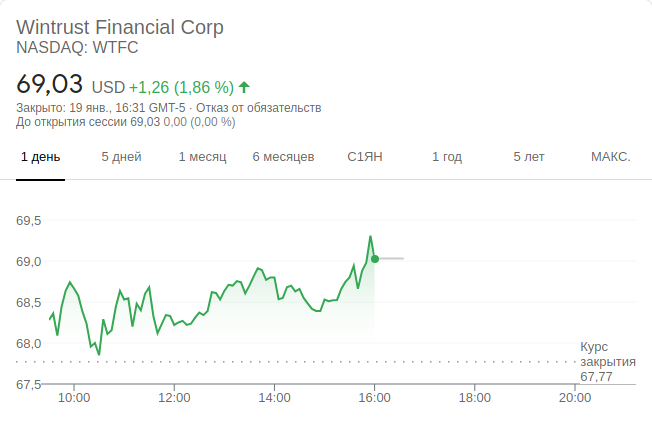 Wintrust Financial Corp
NASDAQ: WTFC
69,03 USD +1,26 (1,86 %)
Закрыто: 19 янв., 16:31 GMT-5 · Отказ от обязательств
До открытия сессии 69,03 0,00 (0,00 %)
1 день 5 дней 1 месяц 6 месяцев С1ЯН 1 год 5 лет МАКС.
69,5
69,0
68,5
68,0
Курс
закрытия
67,77
67,5
10:00 12:00 14:00 16:00 18:00 20:00